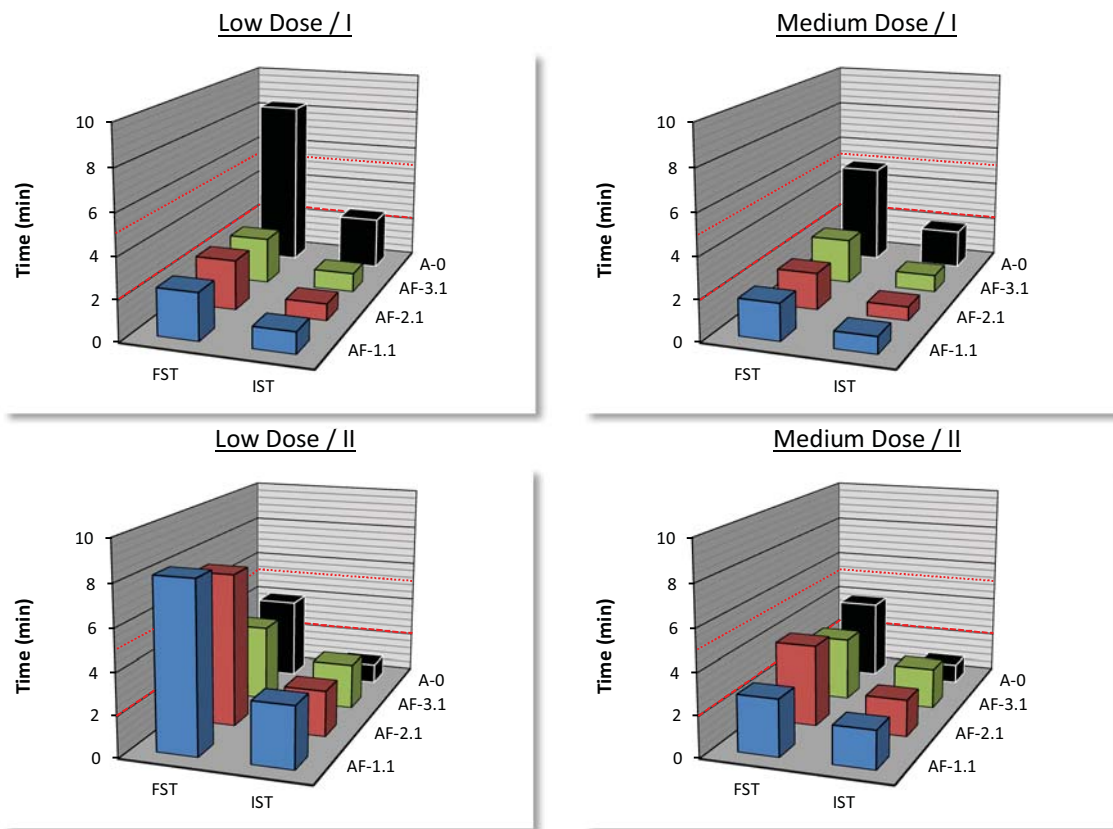 Low Dose / I
10
8
6
4
2
0
Time (min)
FST
IST
A-0
AF-3.1
AF-2.1
AF-1.1
Medium Dose / I
10
8
6
4
2
0
Time (min)
FST
IST
A-0
AF-3.1
AF-2.1
AF-1.1
Low Dose / II
10
8
6
4
2
0
Time (min)
FST
IST
A-0
AF-3.1
AF-2.1
AF-1.1
Medium Dose / II
10
8
6
4
2
0
Time (min)
FST
IST
A-0
AF-3.1
AF-2.1
AF-1.1